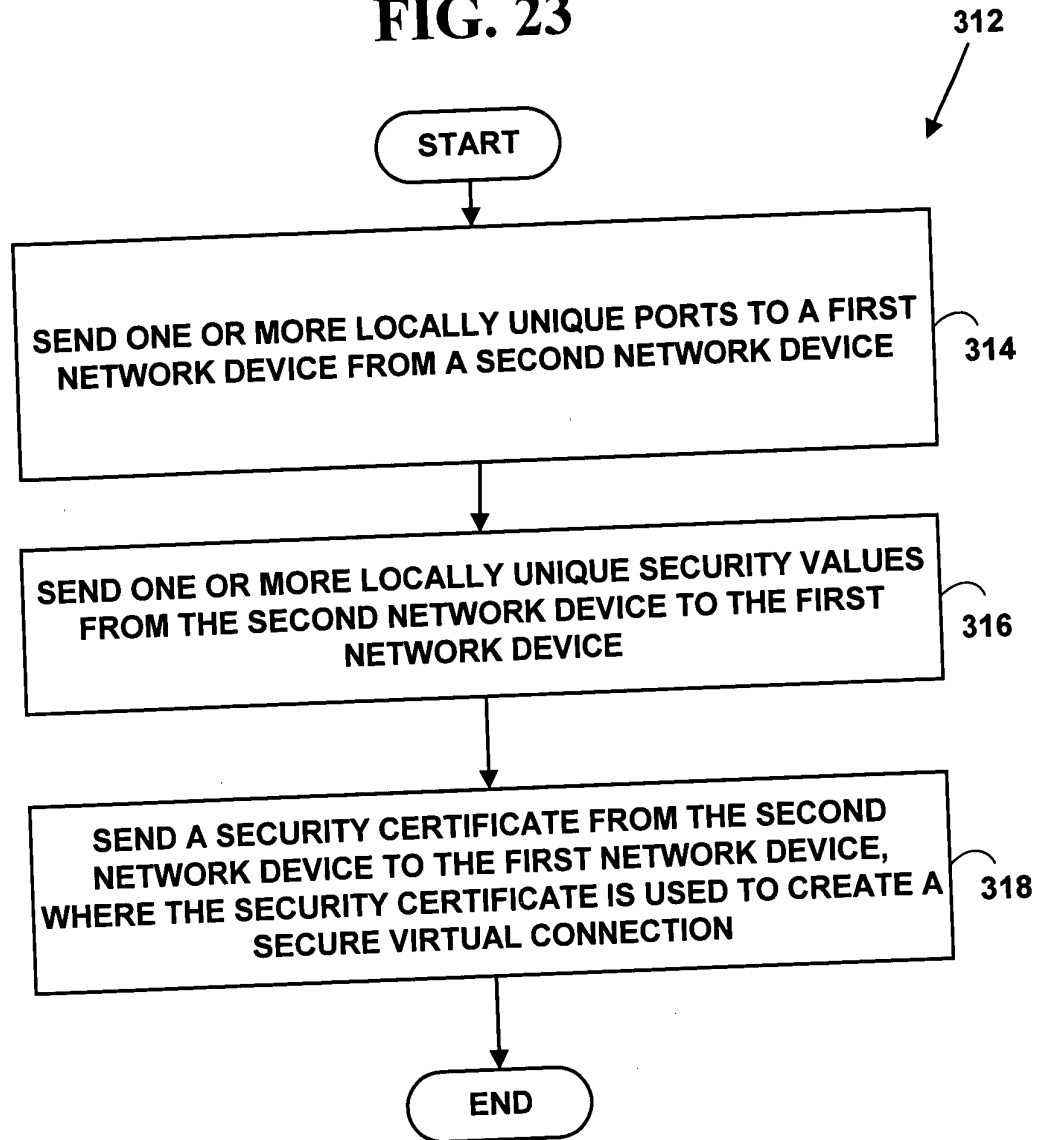 FIG. 23
312
START
SEND ONE OR MORE LOCALLY UNIQUE PORTS TO A FIRST
NETWORK DEVICE FROM A SECOND NETWORK DEVICE
314
SEND ONE OR MORE LOCALLY UNIQUE SECURITY VALUES
FROM THE SECOND NETWORK DEVICE TO THE FIRST
NETWORK DEVICE
316
SEND A SECURITY CERTIFICATE FROM THE SECOND
NETWORK DEVICE TO THE FIRST NETWORK DEVICE,
WHERE THE SECURITY CERTIFICATE IS USED TO CREATE A
SECURE VIRTUAL CONNECTION
318
END